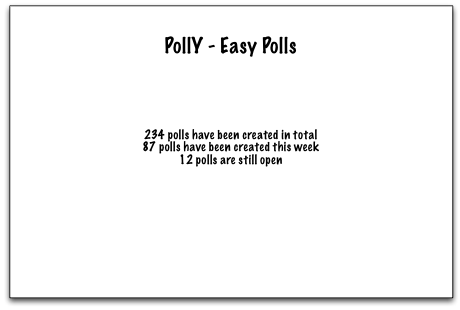 PollY - Easy Polls
234 polls have been created in total
87 polls have been created this week
12 polls are still open